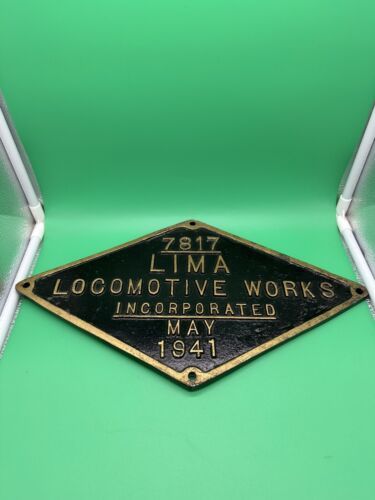 7817
LIMA
LOCOMOTIVE WORKS
INCORPORATED
MAY
1941